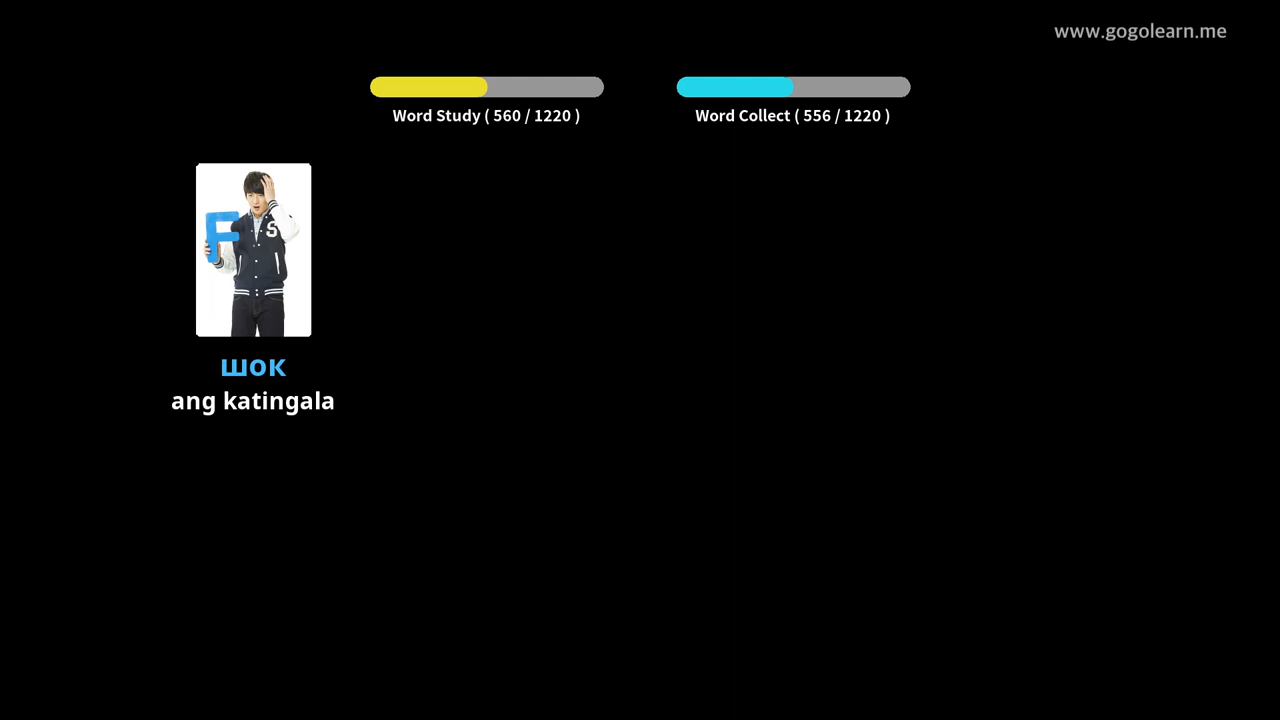 www.gogolearn.me
Word Study ( 560 / 1220 )
Word Collect ( 556 / 1220 )
F
S
шок
ang katingala